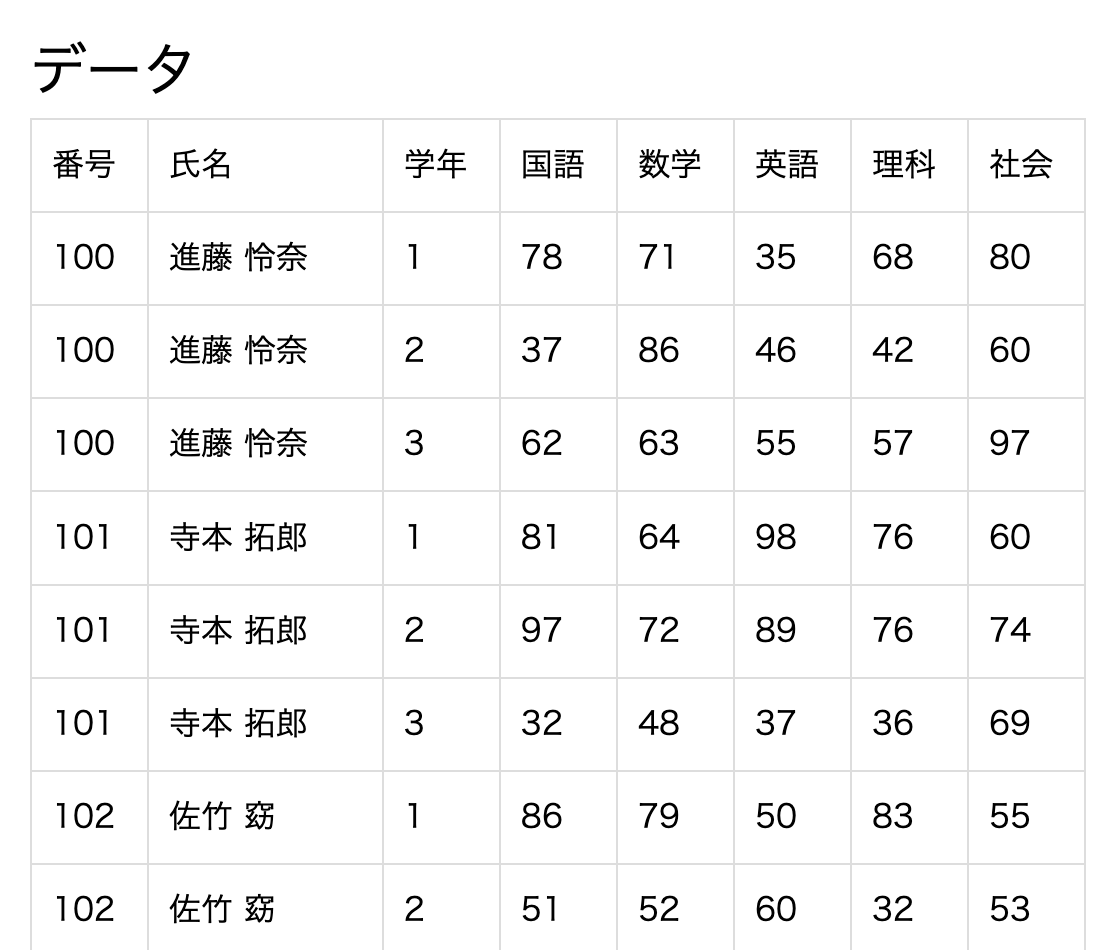 データ
番号 氏名 学年 国語 数学 英語 理科 社会
100 進藤 怜奈 1 78 71 35 68 80
100 進藤 怜奈 2 37 86 46 42 60
100 進藤 怜奈 3 62 63 55 57 97
101 寺本 拓郎 1 81 64 98 76 60
101 寺本 拓郎 2 97 72 89 76 74
101 寺本 拓郎 3 32 48 37 36 69
102 佐竹 窈 1 86 79 50 83 55
102 佐竹 窈 2 51 52 60 32 53